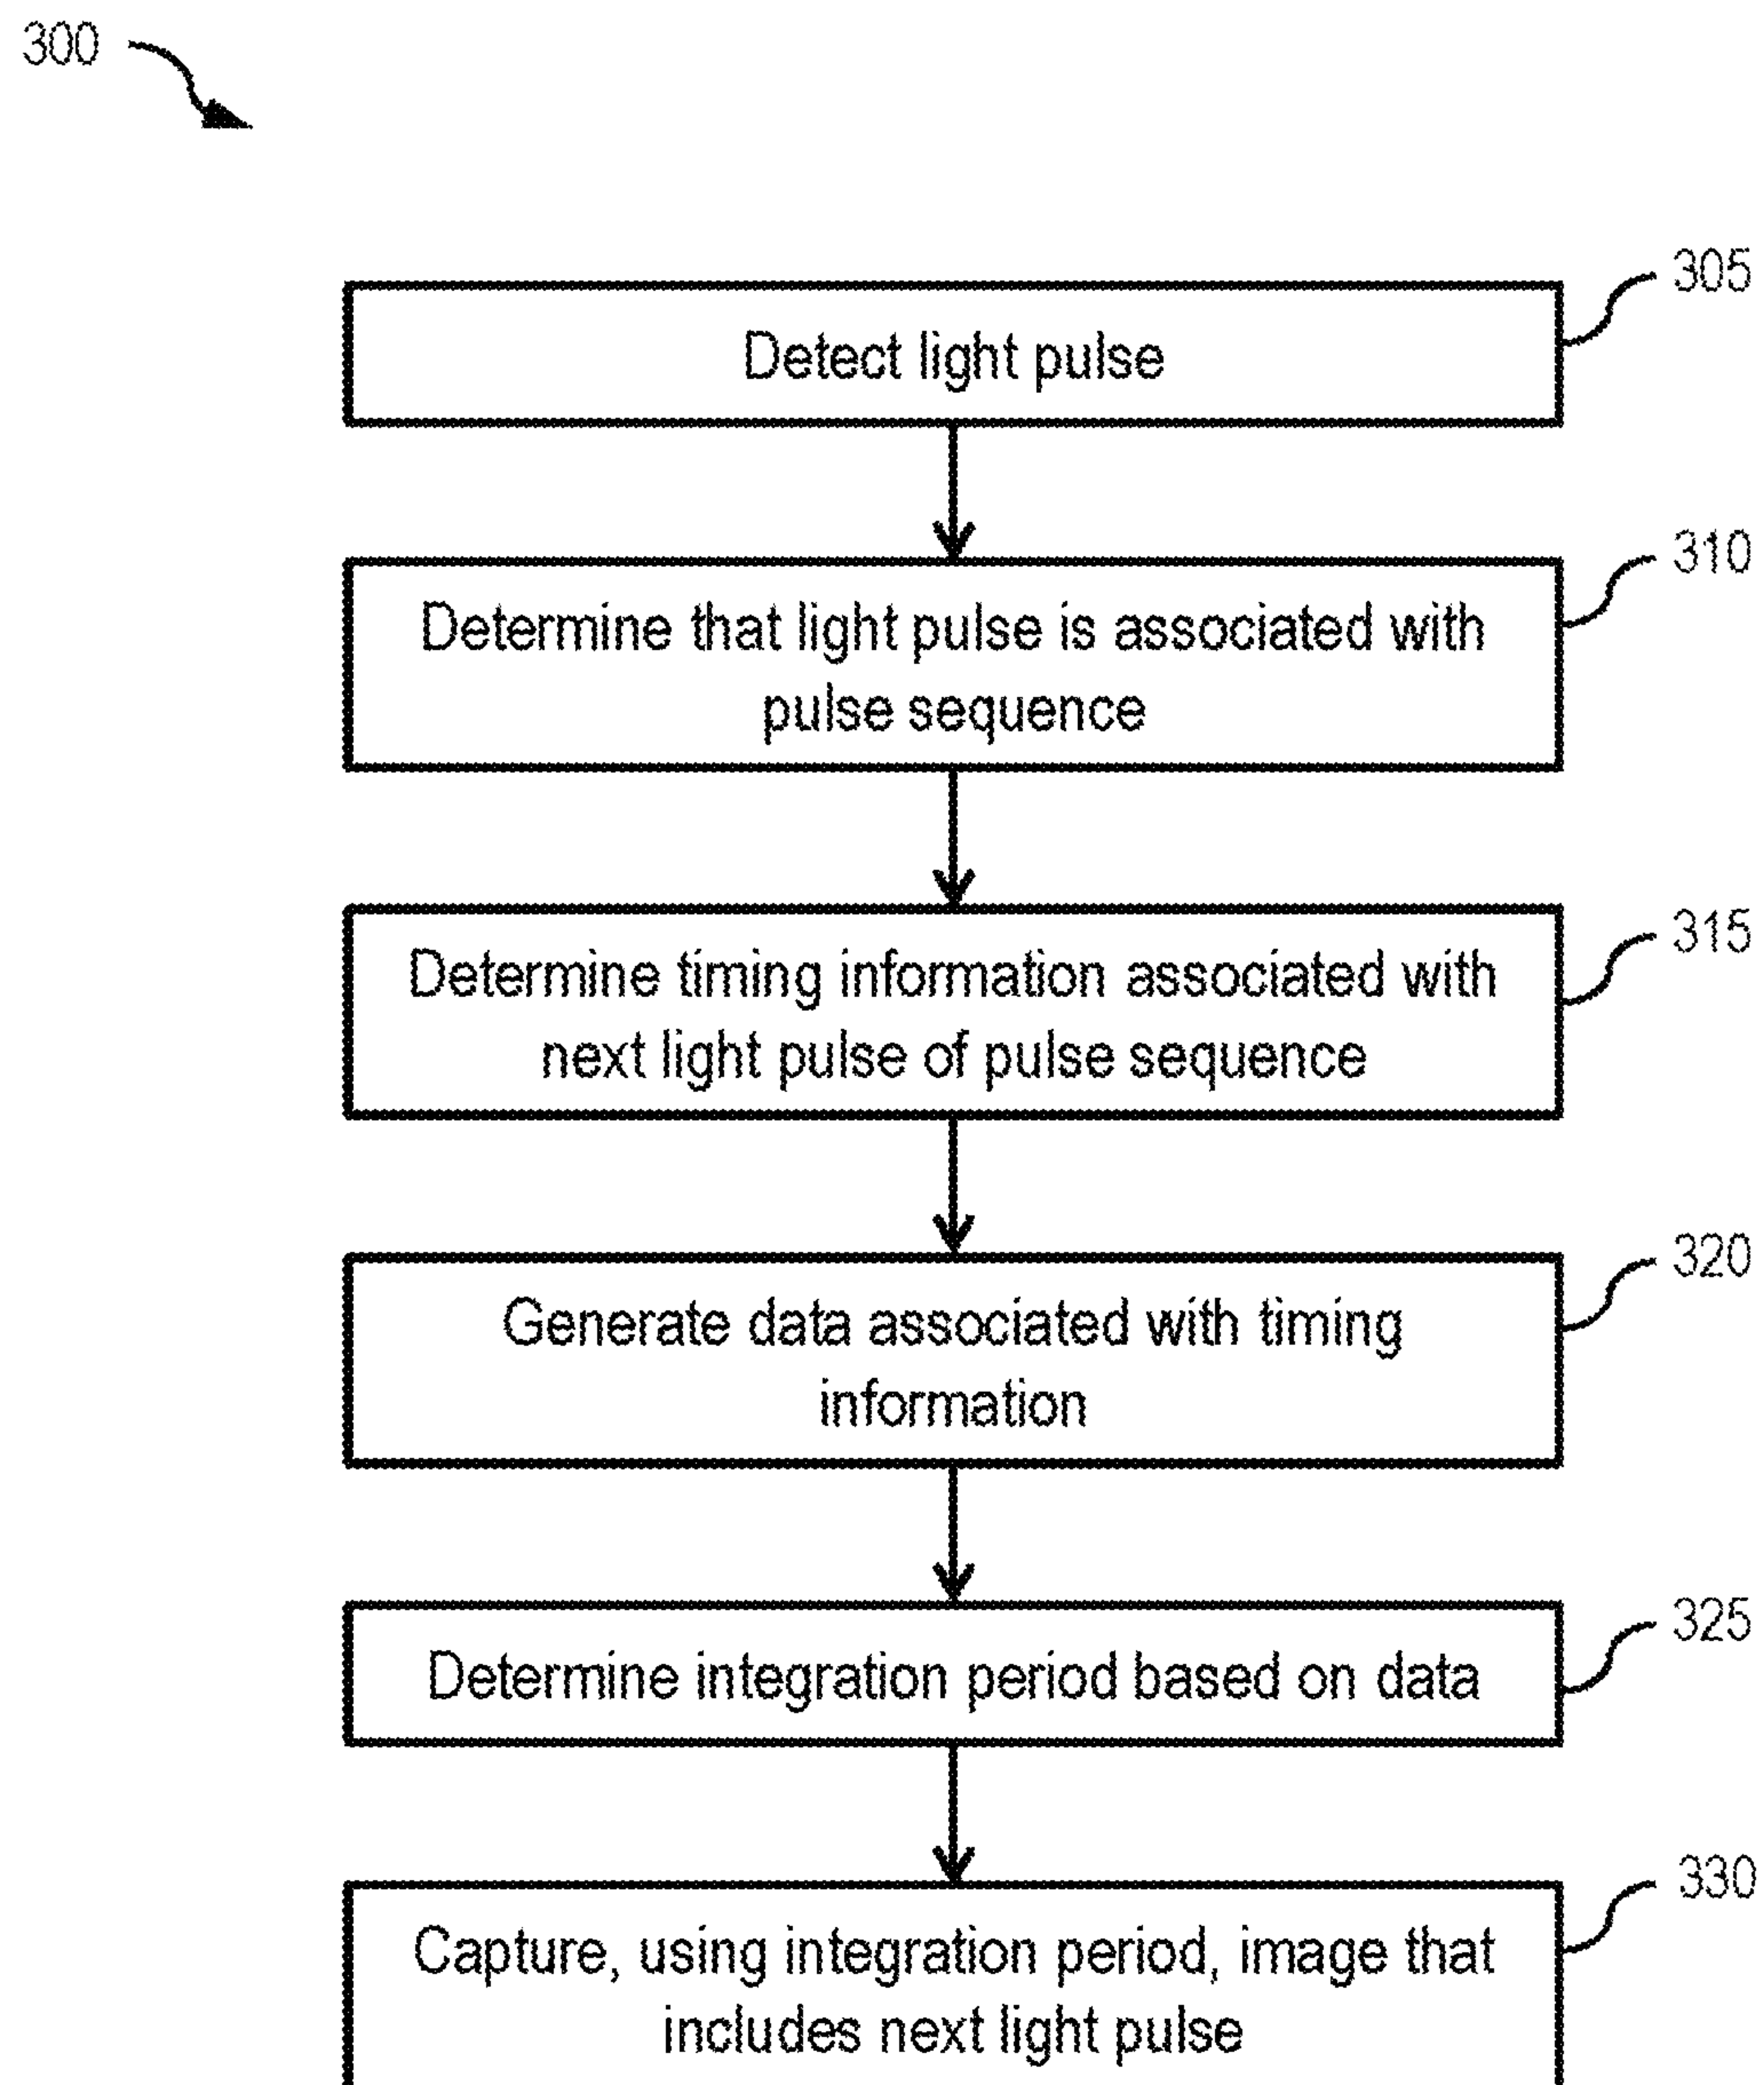 300
305
Detect light pulse
310
Determine that light pulse is associated with
pulse sequence
315
Determine timing information associated with
next light pulse of pulse sequence
320
Generate data associated with timing
information
325
Determine integration period based on data
330
Capture, using integration period, image that
includes next light pulse